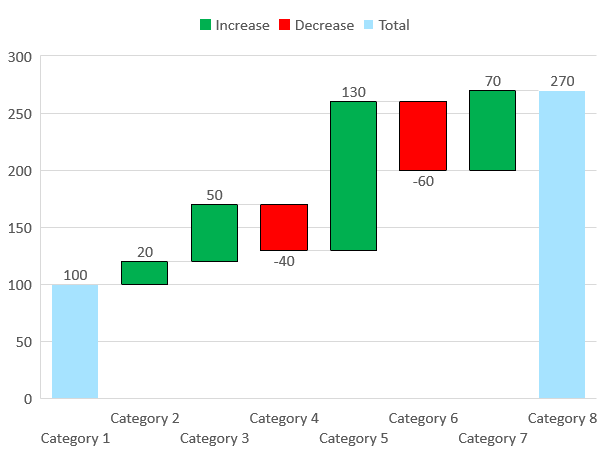 Increase Decrease Total
300
250
200
150
100
50
0
100
20
50
-40
130
-60
70
270
Category 1
Category 2
Category 3
Category 4
Category 5
Category 6
Category 7
Category 8